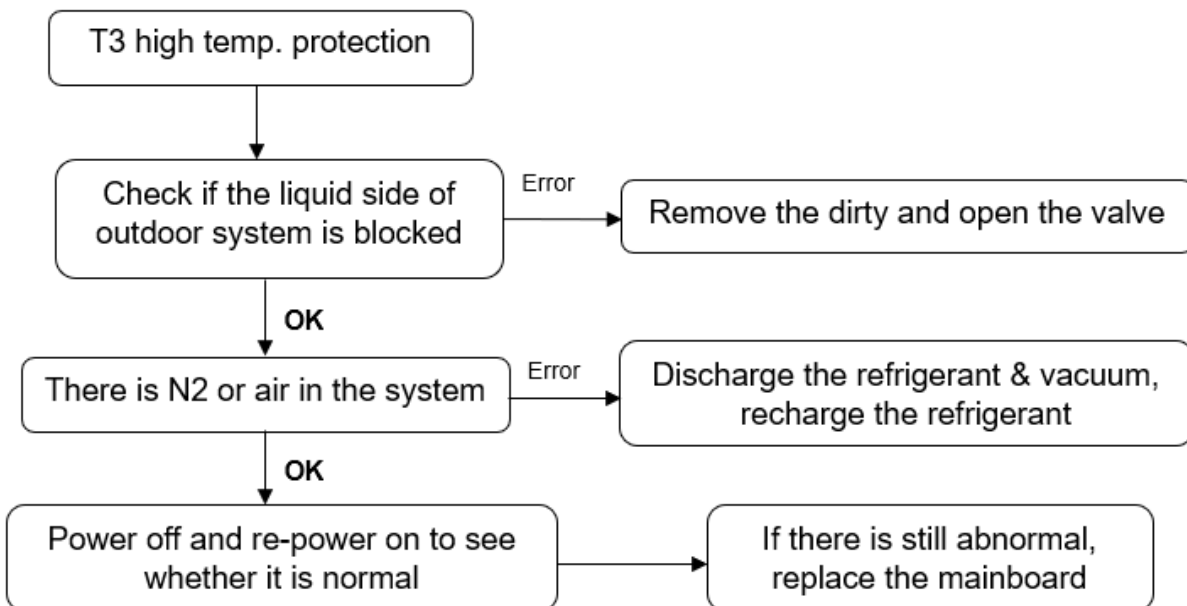 T3 high temp. protection
Check if the liquid side of
outdoor system is blocked
Error
Remove the dirty and open the valve
OK
There is N2 or air in the system
Error
Discharge the refrigerant & vacuum,
recharge the refrigerant
OK
Power off and re-power on to see
whether it is normal
If there is still abnormal,
replace the mainboard